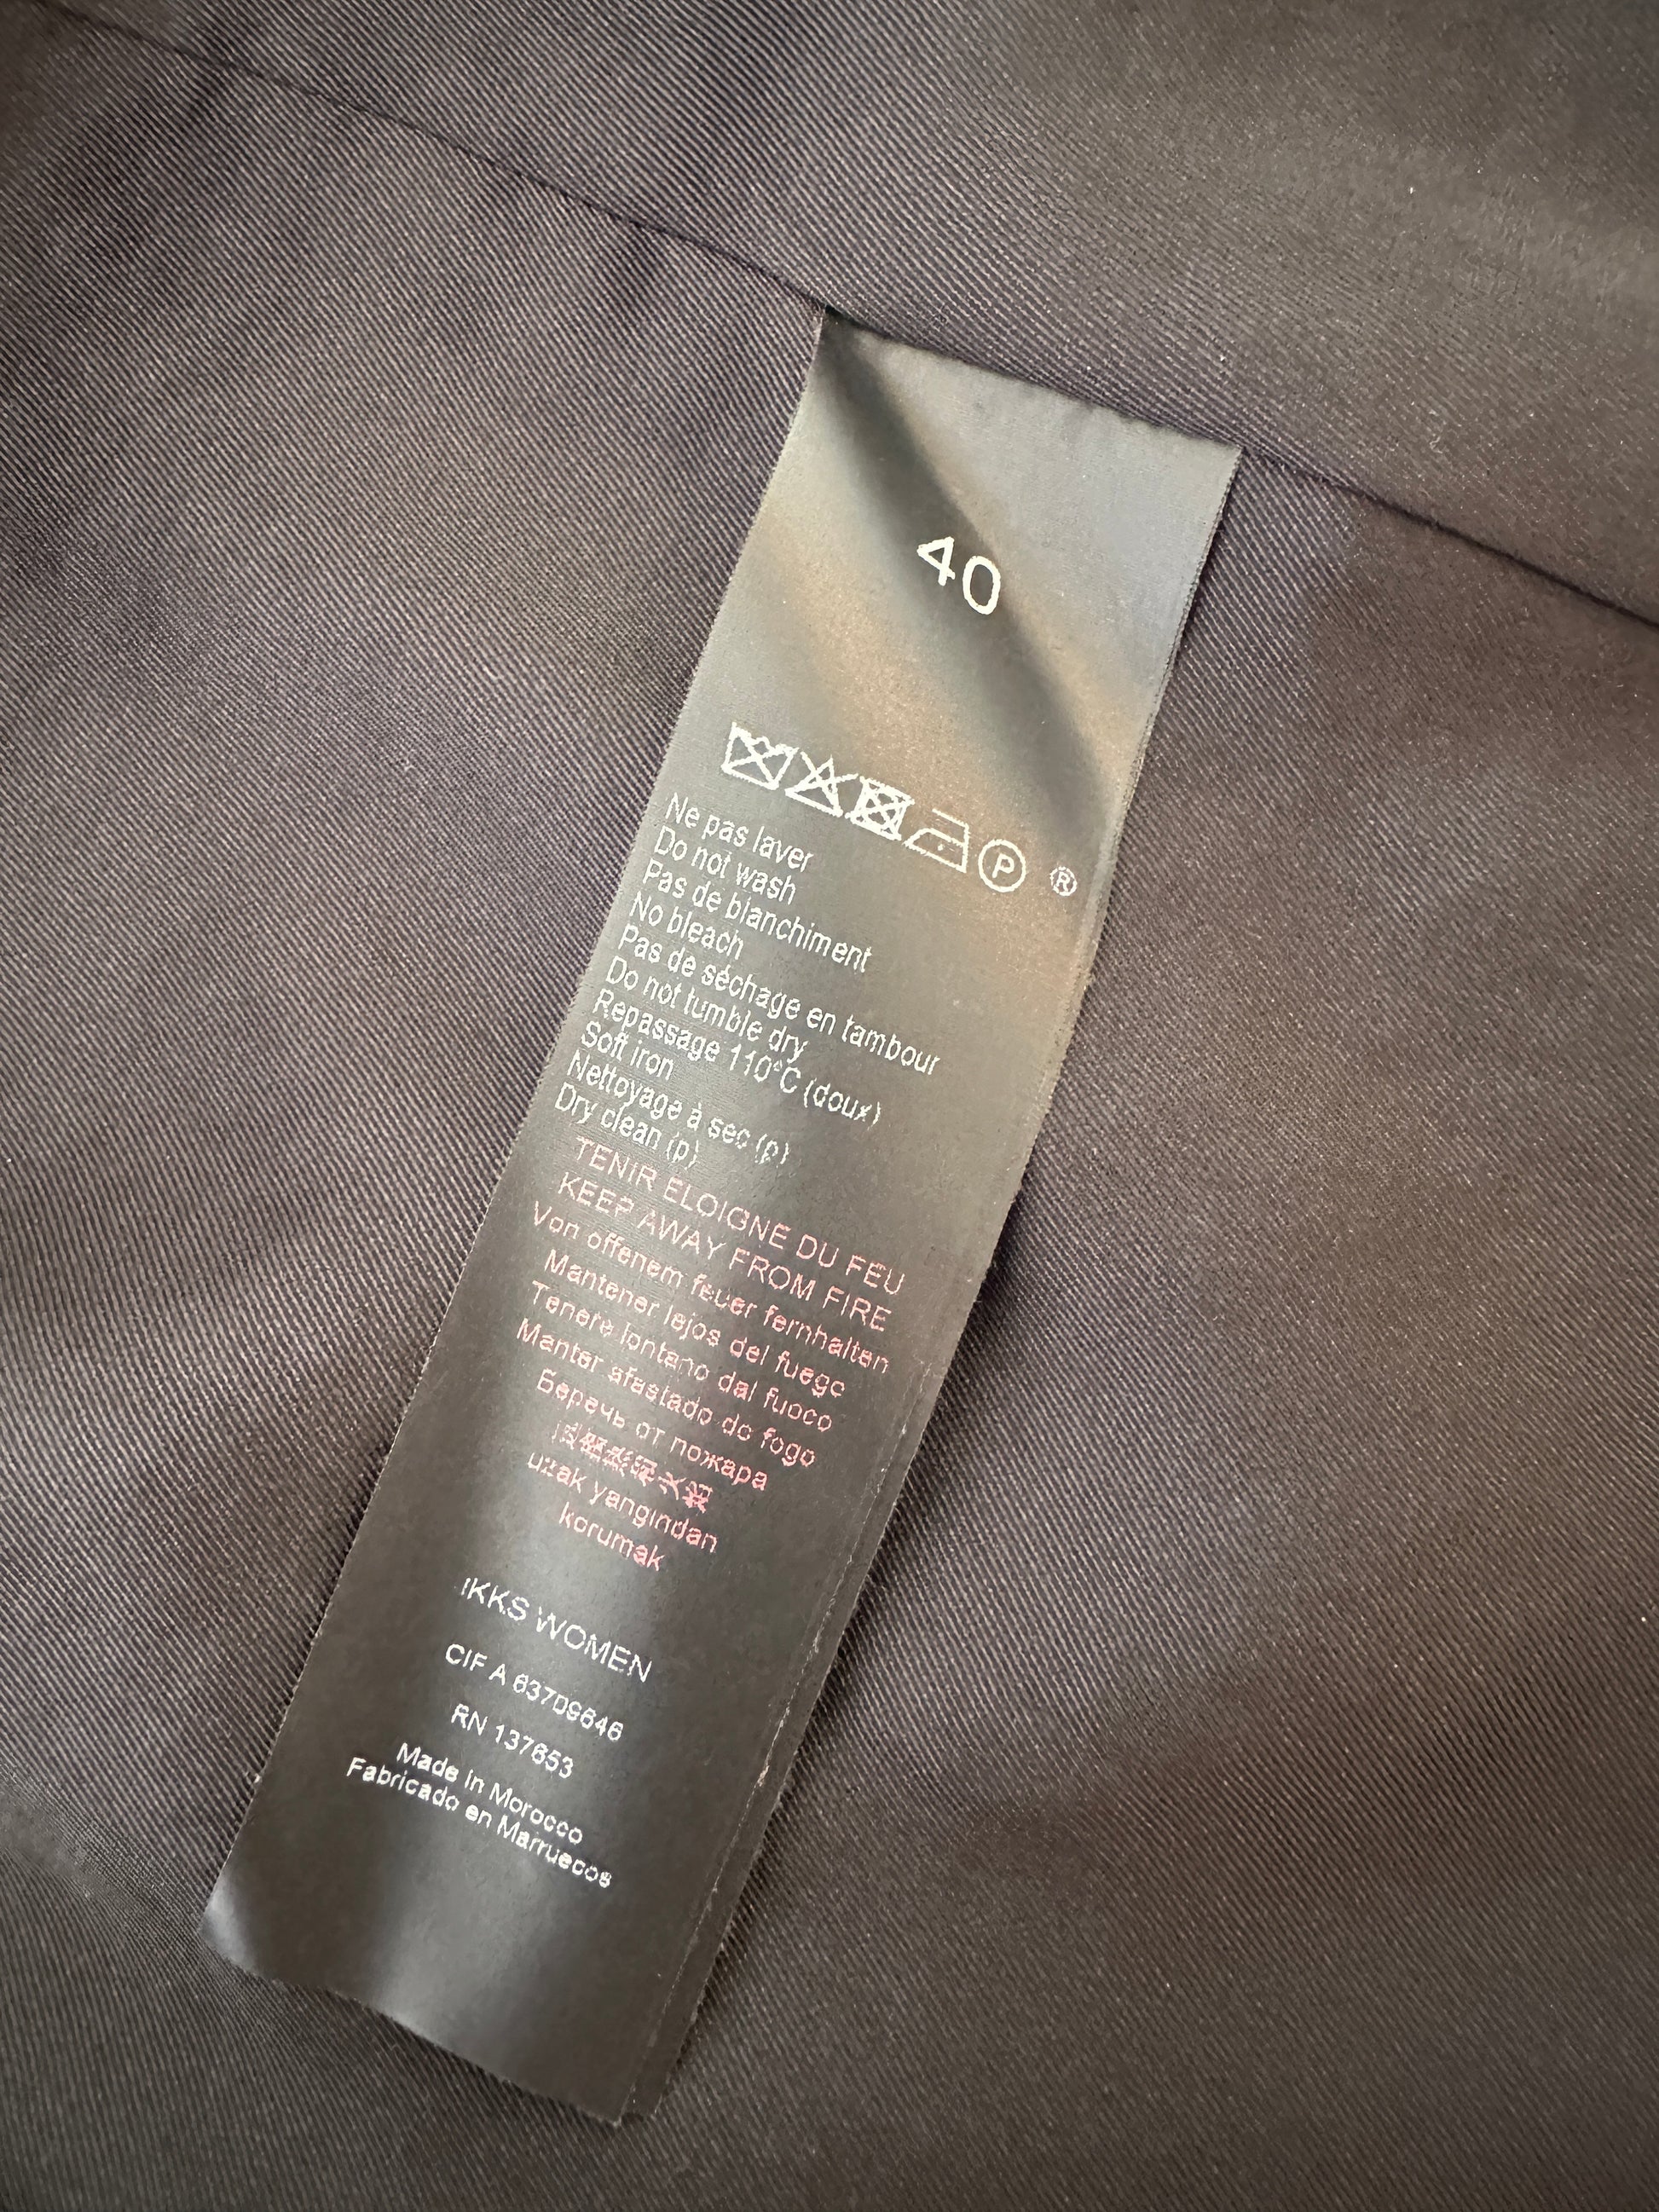 40
P ®
Ne pas laver
Do not wash
Pas de blanchiment
No bleach
Pas de séchage en tambour
Do not tumble dry
Repassage 110°C (doux)
Soft iron
Nettoyage à sec (p)
Dry clean (p)
TENIR ELOIGNE DU FEU
KEEP AWAY FROM FIRE
Von offenem feuer fernhalten
Mantener lejos del fuego
Tenere lontano dal fuoco
Manter afastado do fogo
Беречь от пожара
uzak yangindan
korumak
IKKS WOMEN
CIF A 63709646
RN 137653
Made in Morocco
Fabricado en Marruecos